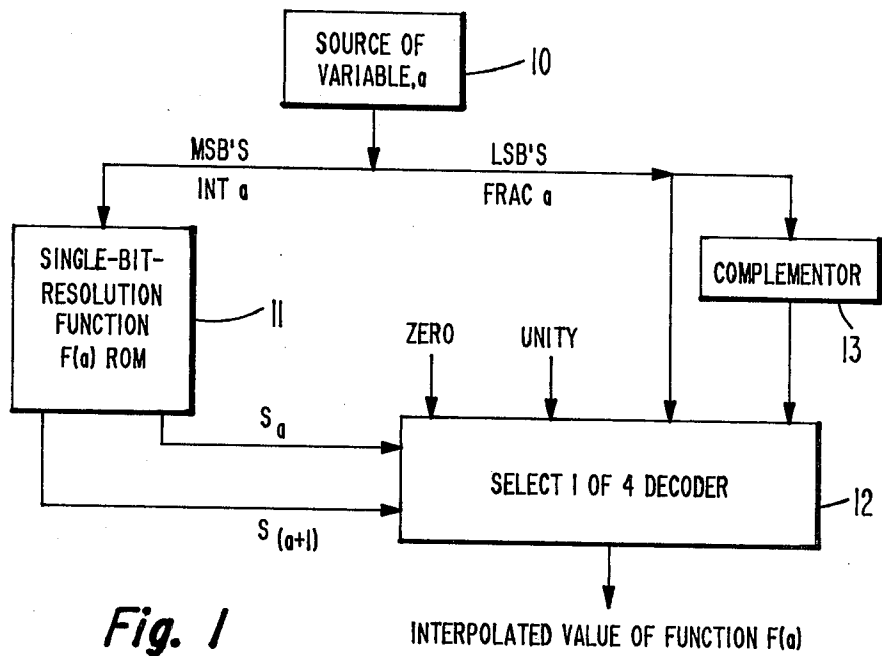 SOURCE OF
VARIABLE, a
10
MSB'S
INT a
LSB'S
FRAC a
SINGLE-BIT-
RESOLUTION
FUNCTION
F(a) ROM
11
COMPLEMENTOR
13
ZERO
UNITY
S a
S (a+1)
SELECT 1 OF 4 DECODER
12
Fig. 1
INTERPOLATED VALUE OF FUNCTION F(a)